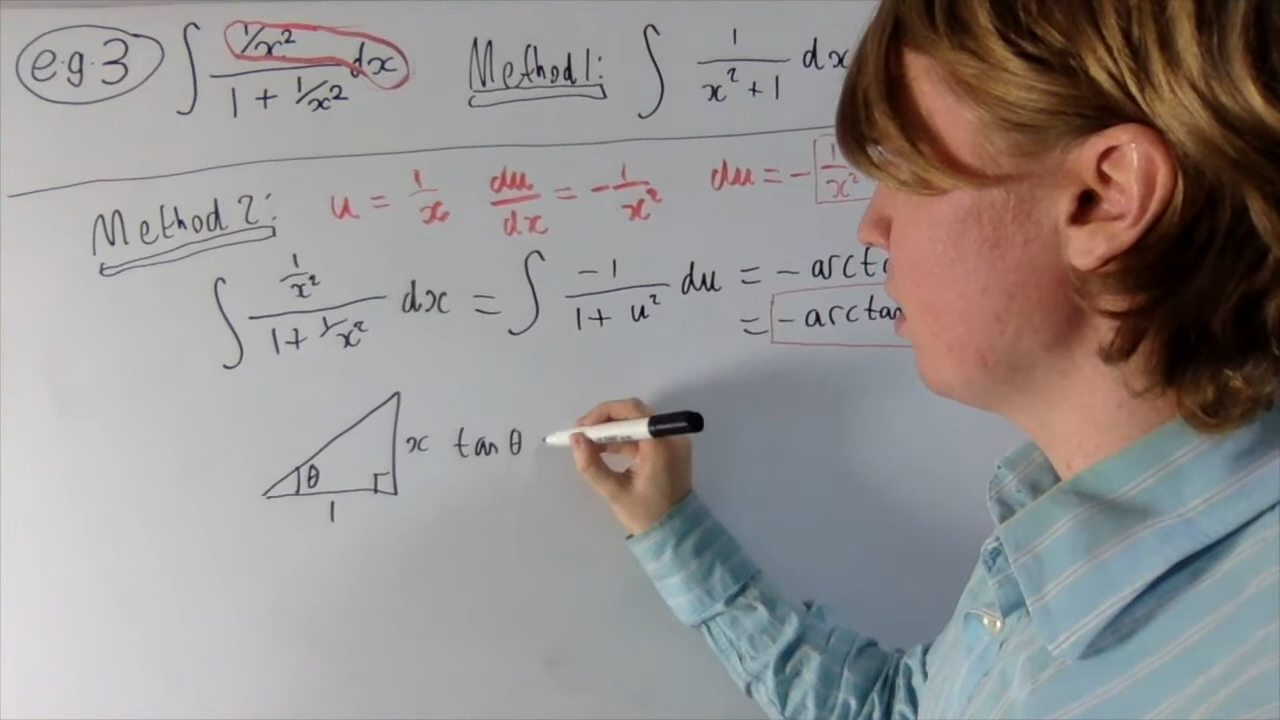 e.g.3 ∫ (1/x²)/(1 + 1/x²) dx Method 1: ∫ 1/(x² + 1) dx
Method 2: u = 1/x du/dx = -1/x² du = -1/x²
∫ (1/x²)/(1 + 1/x²) dx = ∫ -1/(1 + u²) du = -
= -arctan
x tan θ
θ
1